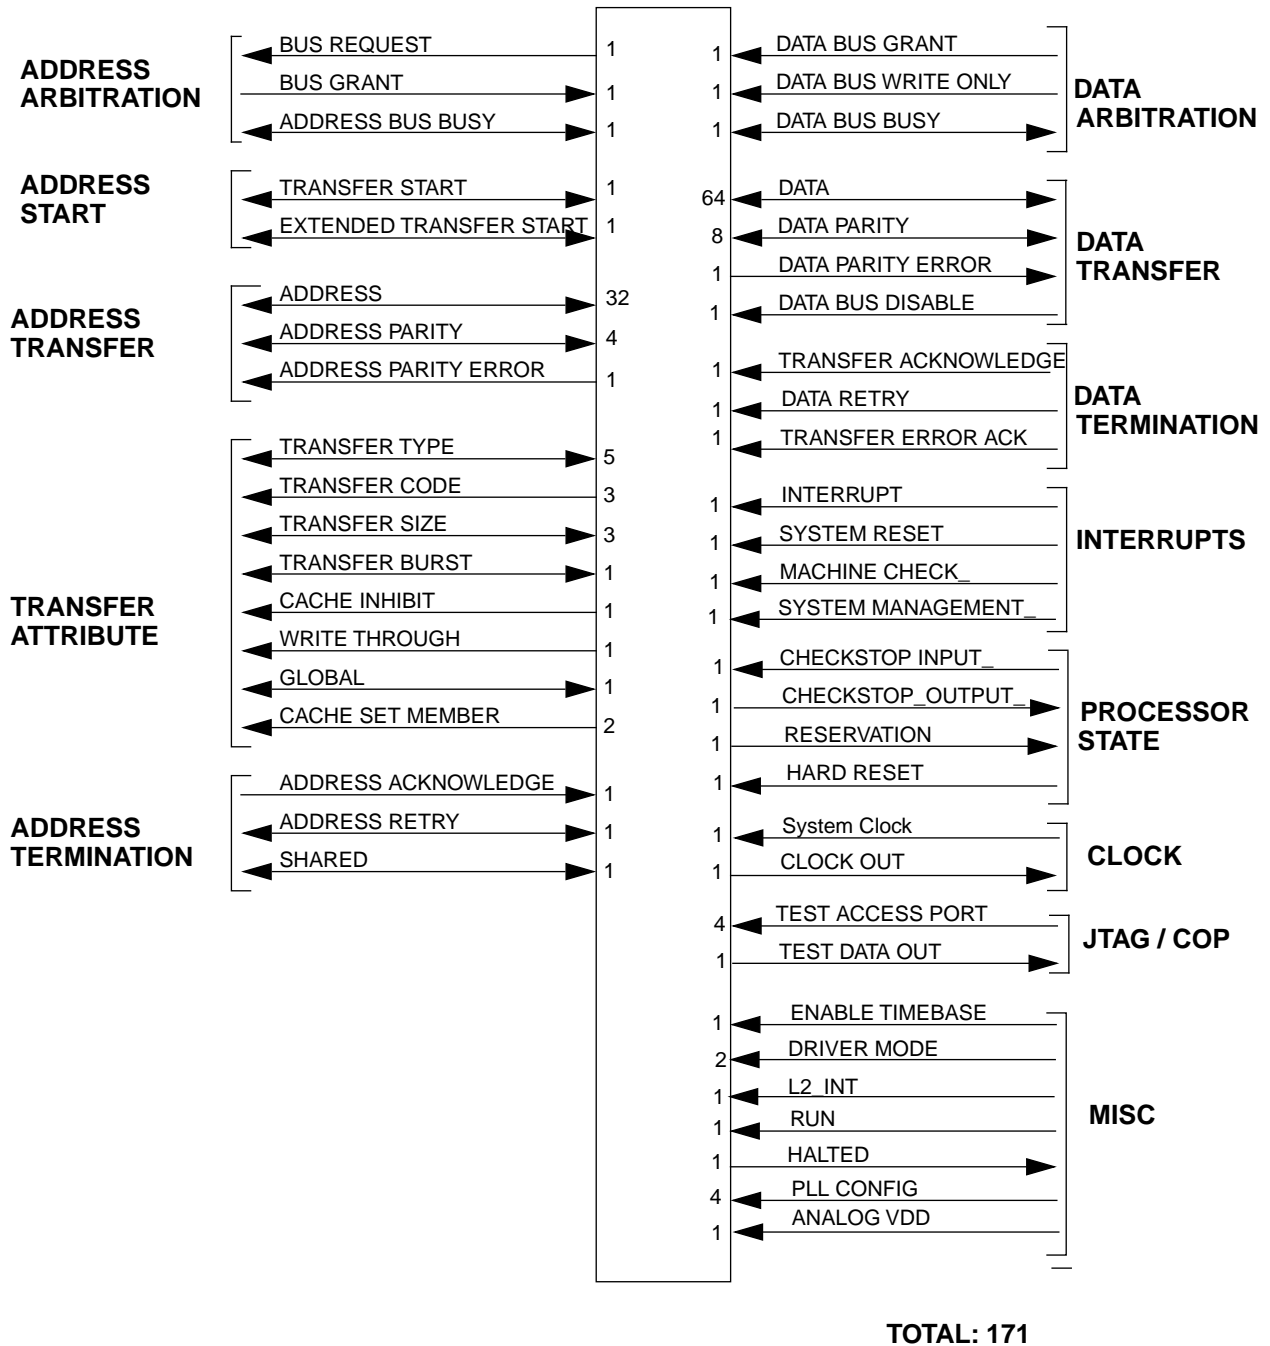 ADDRESS
ARBITRATION
BUS REQUEST 1
BUS GRANT 1
ADDRESS BUS BUSY 1
ADDRESS
START
TRANSFER START 1
EXTENDED TRANSFER START 1
ADDRESS
TRANSFER
ADDRESS 32
ADDRESS PARITY 4
ADDRESS PARITY ERROR 1
TRANSFER
ATTRIBUTE
TRANSFER TYPE 5
TRANSFER CODE 3
TRANSFER SIZE 3
TRANSFER BURST 1
CACHE INHIBIT 1
WRITE THROUGH 1
GLOBAL 1
CACHE SET MEMBER 2
ADDRESS
TERMINATION
ADDRESS ACKNOWLEDGE 1
ADDRESS RETRY 1
SHARED 1
1 DATA BUS GRANT
1 DATA BUS WRITE ONLY
1 DATA BUS BUSY
DATA
ARBITRATION
64 DATA
8 DATA PARITY
1 DATA PARITY ERROR
1 DATA BUS DISABLE
DATA
TRANSFER
1 TRANSFER ACKNOWLEDGE
1 DATA RETRY
1 TRANSFER ERROR ACK
DATA
TERMINATION
1 INTERRUPT
1 SYSTEM RESET
1 MACHINE CHECK_
1 SYSTEM MANAGEMENT_
INTERRUPTS
1 CHECKSTOP INPUT_
1 CHECKSTOP_OUTPUT_
1 RESERVATION
1 HARD RESET
PROCESSOR
STATE
1 System Clock
1 CLOCK OUT
CLOCK
4 TEST ACCESS PORT
1 TEST DATA OUT
JTAG / COP
1 ENABLE TIMEBASE
2 DRIVER MODE
1 L2_INT
1 RUN
1 HALTED
4 PLL CONFIG
1 ANALOG VDD
MISC
TOTAL: 171